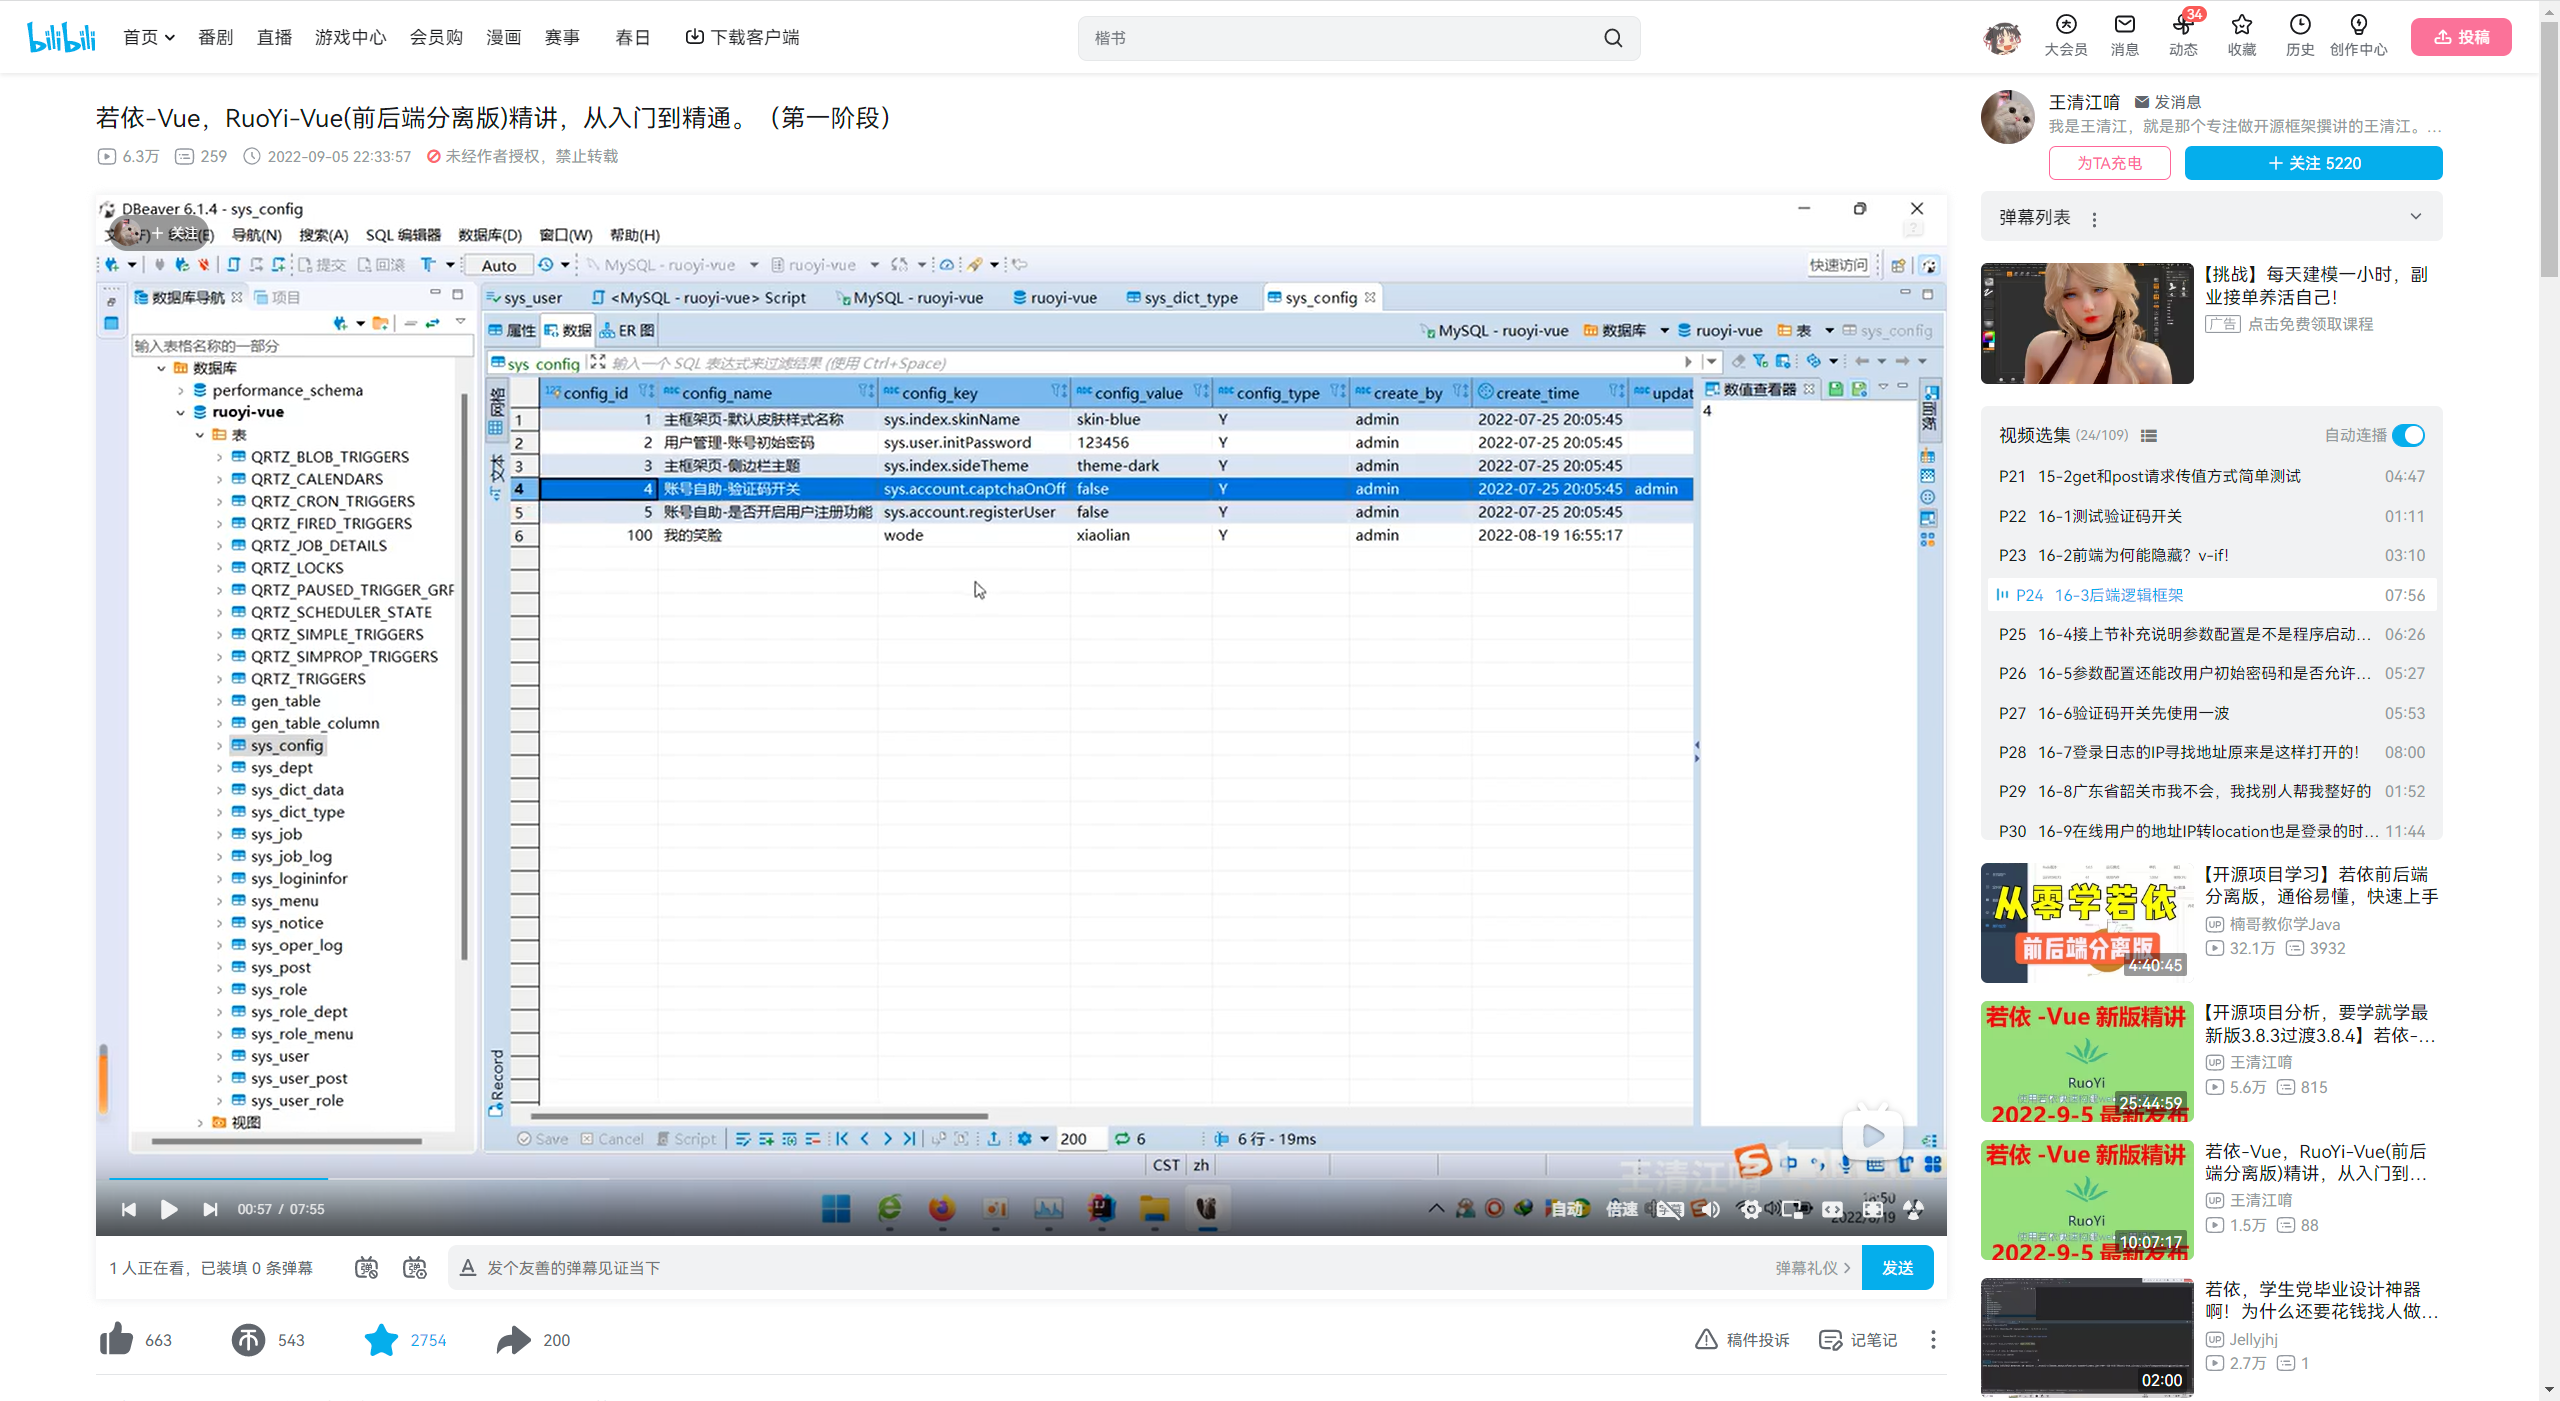 bilibili 首页 番剧 直播 游戏中心 会员购 漫画 赛事 春日 下载客户端
楷书
大会员 消息 34 动态 收藏 历史 创作中心 投稿
若依-Vue，RuoYi-Vue(前后端分离版)精讲，从入门到精通。（第一阶段）
6.3万 259 2022-09-05 22:33:57 未经作者授权，禁止转载
DBeaver 6.1.4 - sys_config
+ 关注
导航(N) 搜索(A) SQL 编辑器 数据库(D) 窗口(W) 帮助(H)
提交 回滚 Auto MySQL - ruoyi-vue ruoyi-vue 快速访问
数据库导航 项目
sys_user <MySQL - ruoyi-vue> Script MySQL - ruoyi-vue ruoyi-vue sys_dict_type sys_config
属性 数据 ER 图 MySQL - ruoyi-vue 数据库 ruoyi-vue 表 sys_config
输入表格名称的一部分
sys_config 输入一个 SQL 表达式来过滤结果 (使用 Ctrl+Space)
数据库
performance_schema
ruoyi-vue
表
QRTZ_BLOB_TRIGGERS
QRTZ_CALENDARS
QRTZ_CRON_TRIGGERS
QRTZ_FIRED_TRIGGERS
QRTZ_JOB_DETAILS
QRTZ_LOCKS
QRTZ_PAUSED_TRIGGER_GRF
QRTZ_SCHEDULER_STATE
QRTZ_SIMPLE_TRIGGERS
QRTZ_SIMPROP_TRIGGERS
QRTZ_TRIGGERS
gen_table
gen_table_column
sys_config
sys_dept
sys_dict_data
sys_dict_type
sys_job
sys_job_log
sys_logininfor
sys_menu
sys_notice
sys_oper_log
sys_post
sys_role
sys_role_dept
sys_role_menu
sys_user
sys_user_post
sys_user_role
视图
网格
文本
Record
config_id config_name config_key config_value config_type create_by create_time updat
1 1 主框架页-默认皮肤样式名称 sys.index.skinName skin-blue Y admin 2022-07-25 20:05:45
2 2 用户管理-账号初始密码 sys.user.initPassword 123456 Y admin 2022-07-25 20:05:45
3 3 主框架页-侧边栏主题 sys.index.sideTheme theme-dark Y admin 2022-07-25 20:05:45
4 4 账号自助-验证码开关 sys.account.captchaOnOff false Y admin 2022-07-25 20:05:45 admin
5 5 账号自助-是否开启用户注册功能 sys.account.registerUser false Y admin 2022-07-25 20:05:45
6 100 我的笑脸 wode xiaolian Y admin 2022-08-19 16:55:17
数值查看器
4
面板
Save Cancel Script 200 6 6 行 - 19ms
CST zh
王清江唷
00:57 / 07:55 自动 倍速
2022/8/19
1 人正在看，已装填 0 条弹幕 发个友善的弹幕见证当下 弹幕礼仪 发送
663 543 2754 200 稿件投诉 记笔记
王清江唷 发消息
我是王清江，就是那个专注做开源框架撰讲的王清江。...
为TA充电 + 关注 5220
弹幕列表
【挑战】每天建模一小时，副
业接单养活自己！
广告 点击免费领取课程
视频选集 (24/109) 自动连播
P21 15-2get和post请求传值方式简单测试 04:47
P22 16-1测试验证码开关 01:11
P23 16-2前端为何能隐藏？v-if! 03:10
P24 16-3后端逻辑框架 07:56
P25 16-4接上节补充说明参数配置是不是程序启动... 06:26
P26 16-5参数配置还能改用户初始密码和是否允许... 05:27
P27 16-6验证码开关先使用一波 05:53
P28 16-7登录日志的IP寻找地址原来是这样打开的! 08:00
P29 16-8广东省韶关市我不会，我找别人帮我整好的 01:52
P30 16-9在线用户的地址IP转location也是登录的时... 11:44
从零学若依
前后端分离版
4:40:45
【开源项目学习】若依前后端
分离版，通俗易懂，快速上手
楠哥教你学Java
32.1万 3932
若依 -Vue 新版精讲
RuoYi
25:44:59
2022-9-5 最新发布
【开源项目分析，要学就学最
新版3.8.3过渡3.8.4】若依-...
王清江唷
5.6万 815
若依 -Vue 新版精讲
RuoYi
10:07:17
2022-9-5 最新发布
若依-Vue，RuoYi-Vue(前后
端分离版)精讲，从入门到...
王清江唷
1.5万 88
02:00
若依，学生党毕业设计神器
啊！为什么还要花钱找人做...
Jellyjhj
2.7万 1